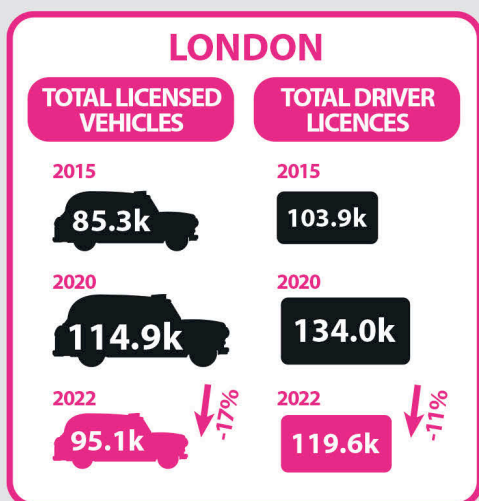 LONDON
TOTAL LICENSED
VEHICLES
2015
85.3k
2020
114.9k
2022
95.1k
-17%
TOTAL DRIVER
LICENCES
2015
103.9k
2020
134.0k
2022
119.6k
-11%